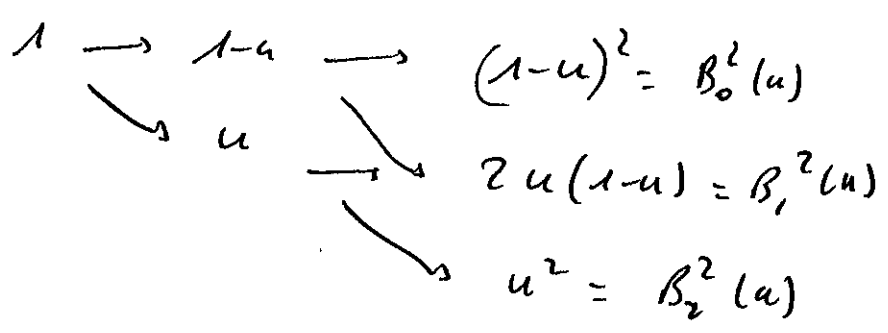 1 → 1-u → (1-u)² = B₀²(u)
u → 2u(1-u) = B₁²(u)
u² = B₂²(u)